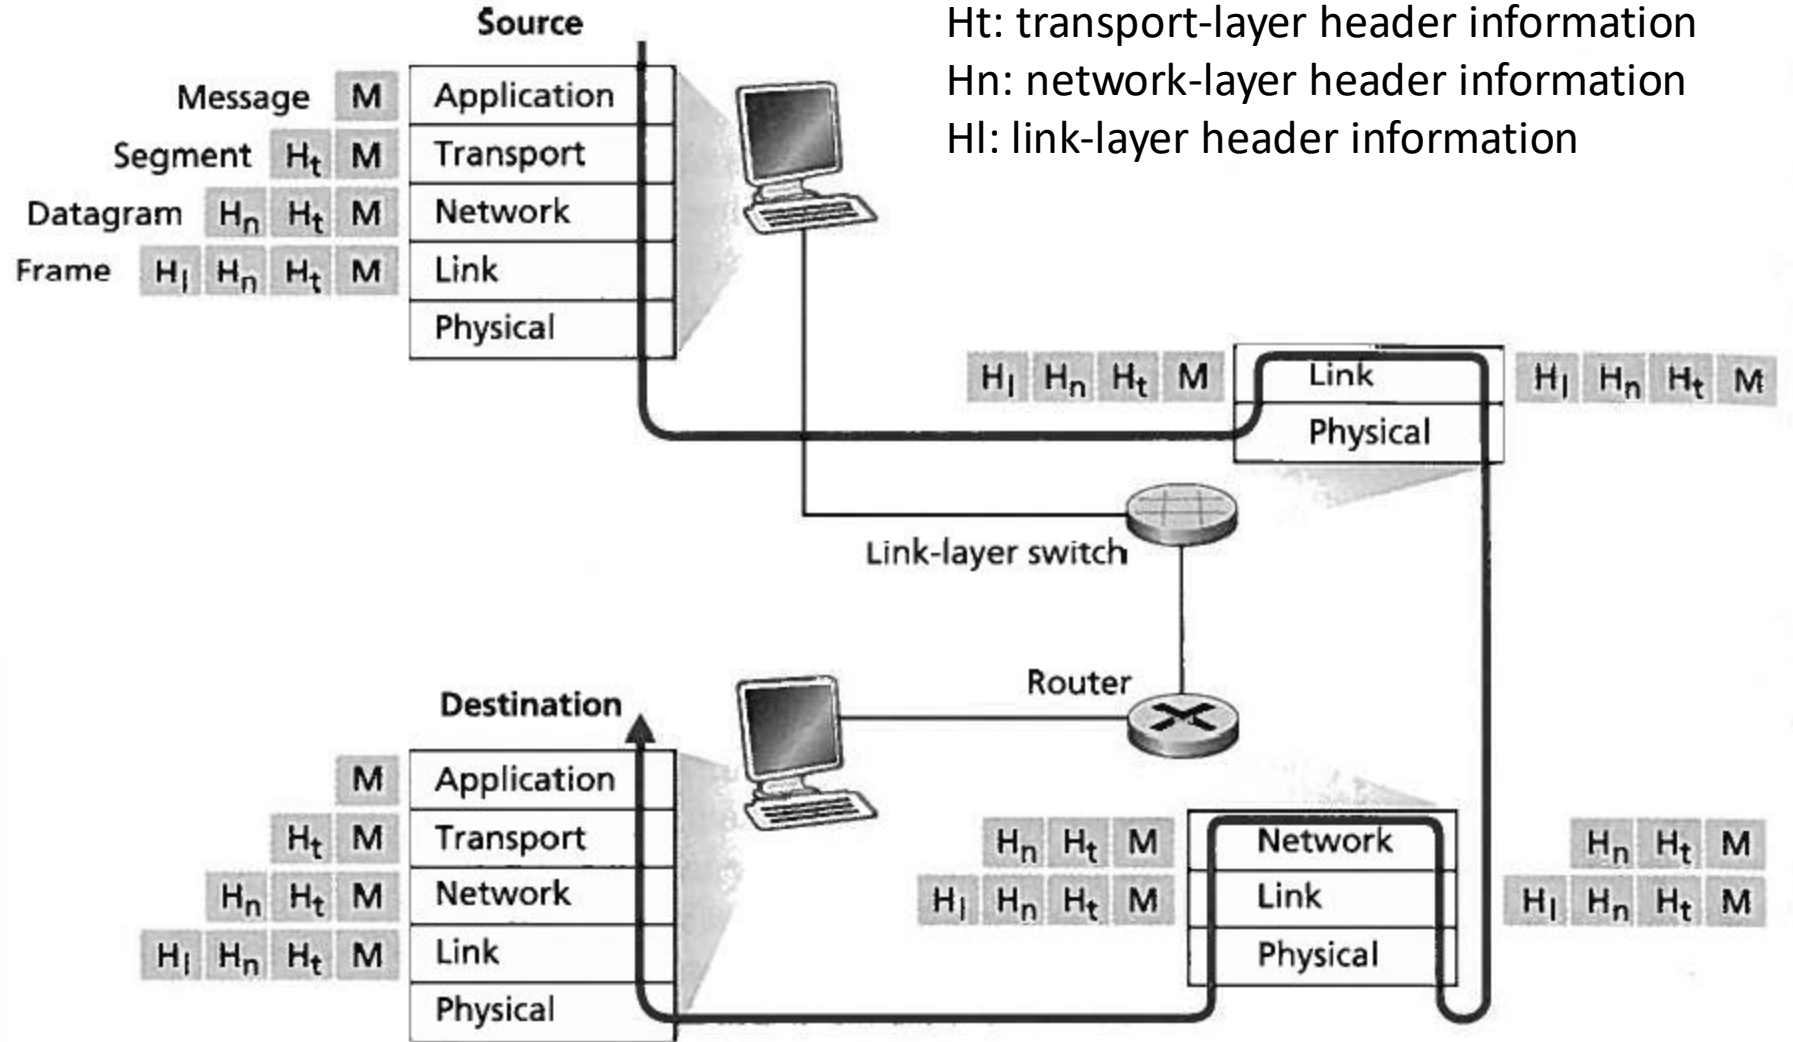 Source
Ht: transport-layer header information
Hn: network-layer header information
Hl: link-layer header information
Message M Application
Segment Ht M Transport
Datagram Hn Ht M Network
Frame Hl Hn Ht M Link
Physical
Hl Hn Ht M Link Hl Hn Ht M
Physical
Link-layer switch
Router
Destination
M Application
Ht M Transport
Hn Ht M Network
Hl Hn Ht M Link
Physical
Hn Ht M Network Hn Ht M
Hl Hn Ht M Link Hl Hn Ht M
Physical